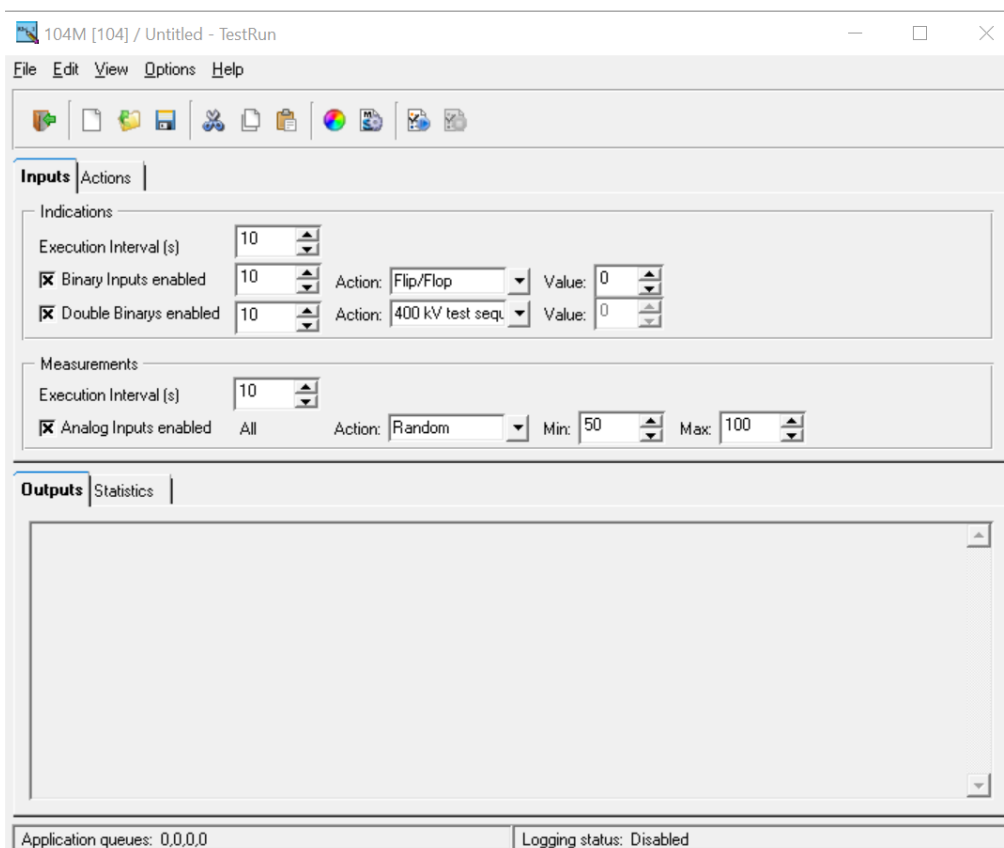 104M [104] / Untitled - TestRun
File Edit View Options Help
Inputs Actions
Indications
Execution Interval (s) 10
Binary Inputs enabled 10 Action: Flip/Flop Value: 0
Double Binarys enabled 10 Action: 400 kV test sequ Value: 0
Measurements
Execution Interval (s) 10
Analog Inputs enabled All Action: Random Min: 50 Max: 100
Outputs Statistics
Application queues: 0,0,0,0 Logging status: Disabled